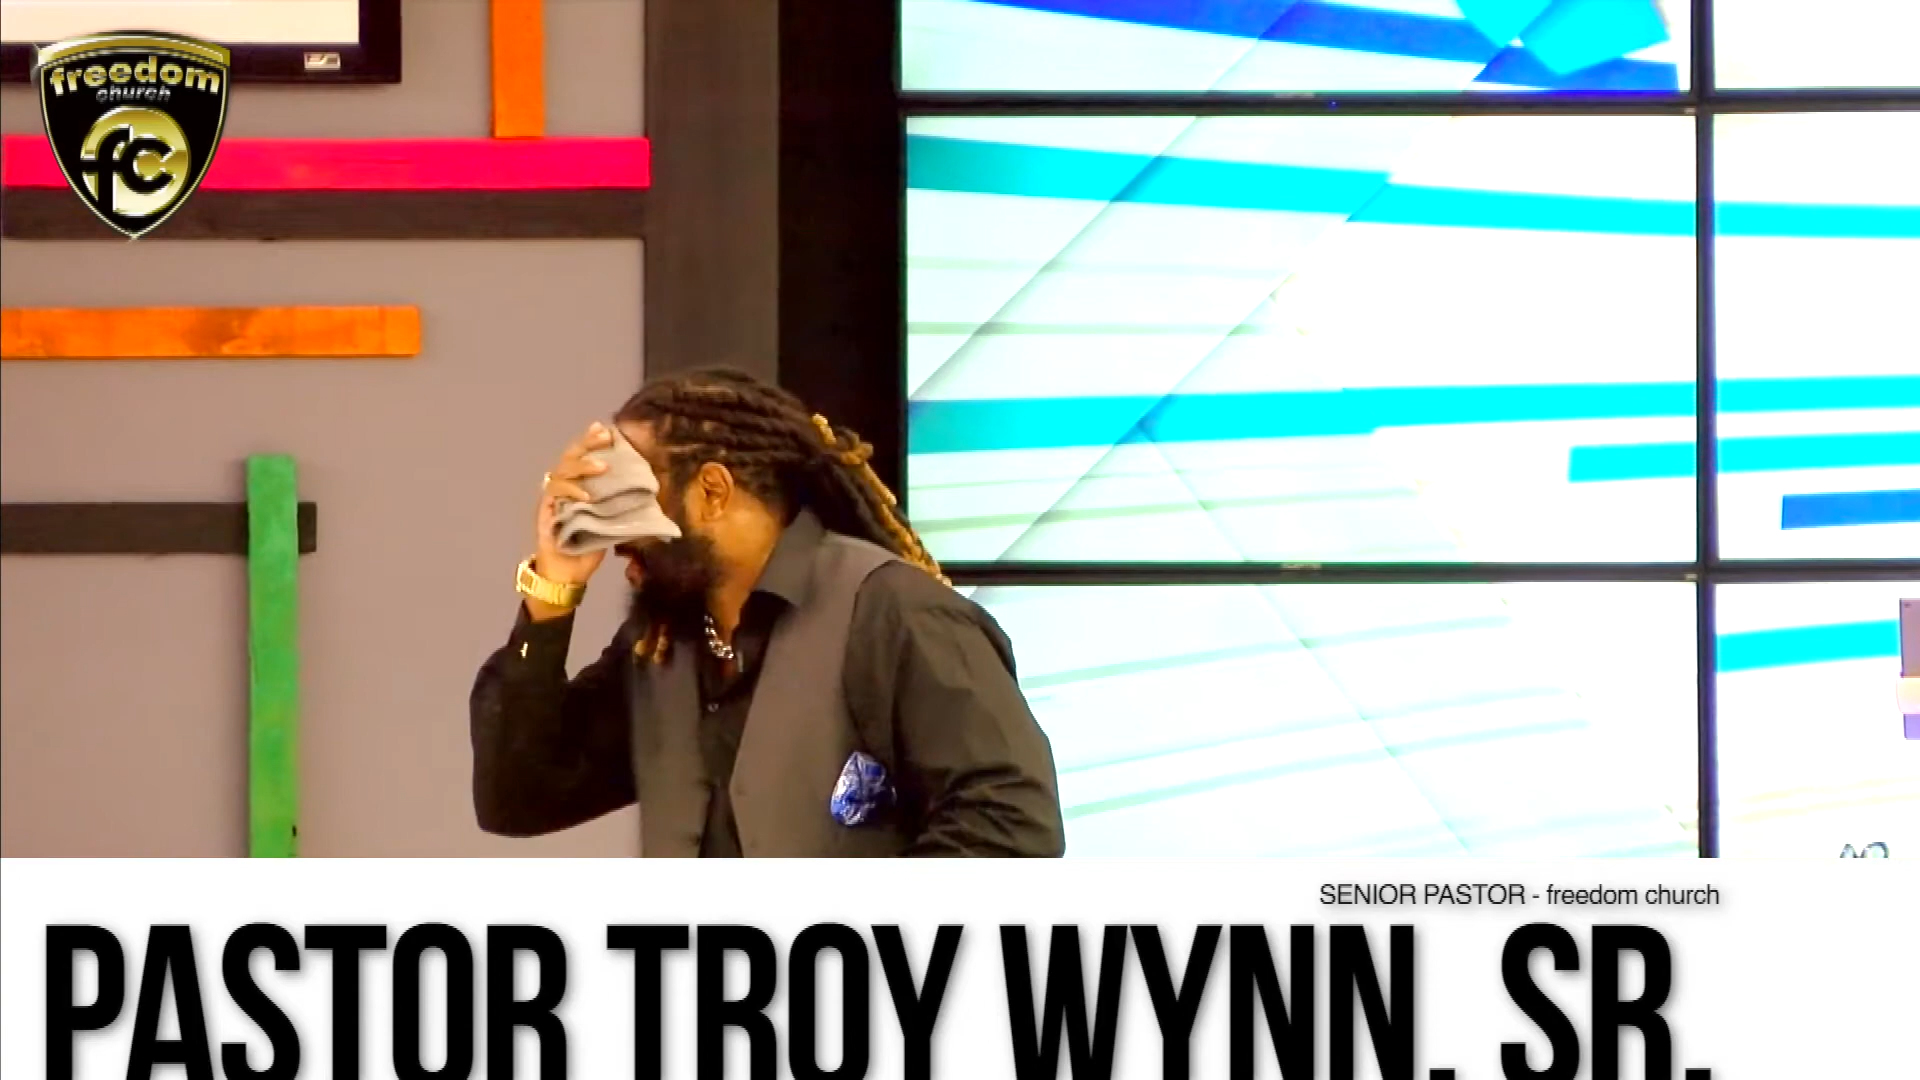 freedom
church
fc
SENIOR PASTOR - freedom church
PASTOR TROY WYNN, SR.